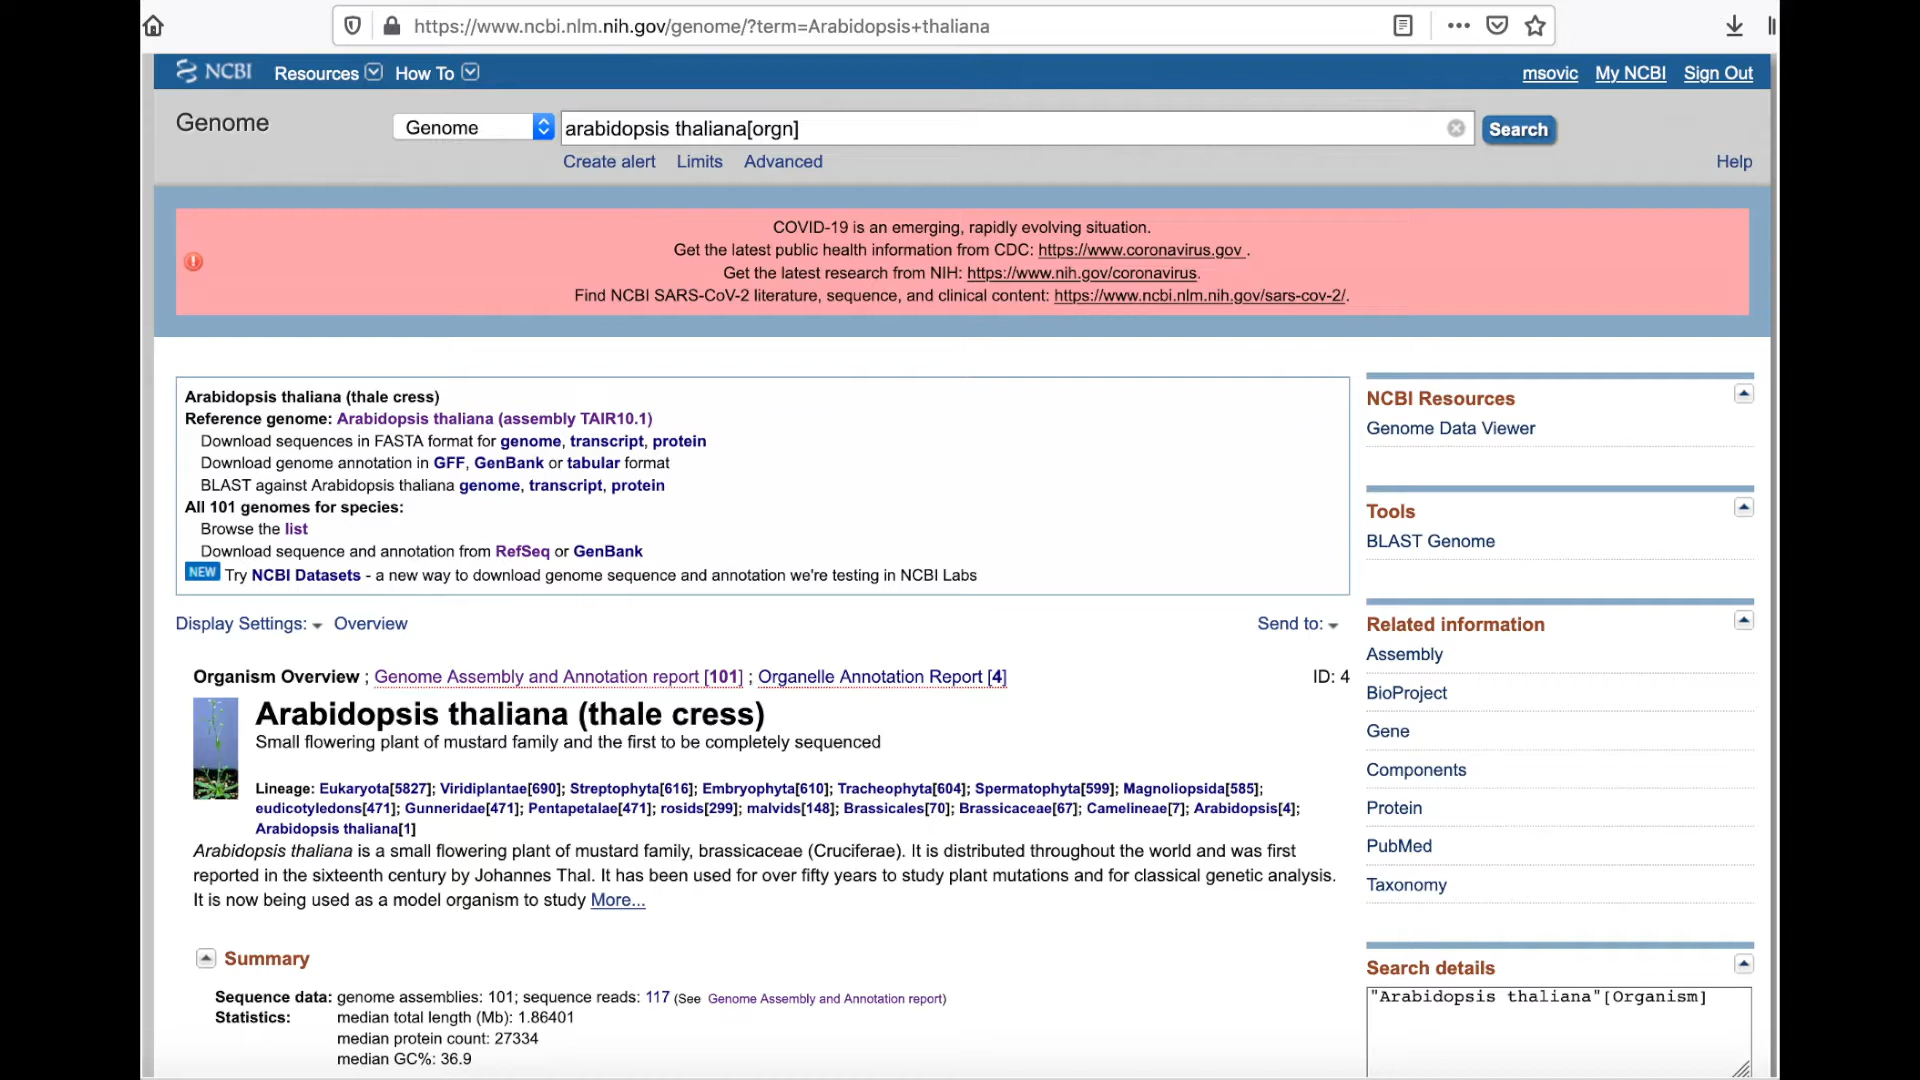 https://www.ncbi.nlm.nih.gov/genome/?term=Arabidopsis+thaliana
NCBI Resources How To msovic My NCBI Sign Out
Genome Genome arabidopsis thaliana[orgn] Search
Create alert Limits Advanced Help
COVID-19 is an emerging, rapidly evolving situation.
Get the latest public health information from CDC: https://www.coronavirus.gov .
Get the latest research from NIH: https://www.nih.gov/coronavirus.
Find NCBI SARS-CoV-2 literature, sequence, and clinical content: https://www.ncbi.nlm.nih.gov/sars-cov-2/.
Arabidopsis thaliana (thale cress)
Reference genome: Arabidopsis thaliana (assembly TAIR10.1)
Download sequences in FASTA format for genome, transcript, protein
Download genome annotation in GFF, GenBank or tabular format
BLAST against Arabidopsis thaliana genome, transcript, protein
All 101 genomes for species:
Browse the list
Download sequence and annotation from RefSeq or GenBank
NEW Try NCBI Datasets - a new way to download genome sequence and annotation we're testing in NCBI Labs
Display Settings: Overview Send to:
Organism Overview ; Genome Assembly and Annotation report [101] ; Organelle Annotation Report [4] ID: 4
Arabidopsis thaliana (thale cress)
Small flowering plant of mustard family and the first to be completely sequenced
Lineage: Eukaryota[5827]; Viridiplantae[690]; Streptophyta[616]; Embryophyta[610]; Tracheophyta[604]; Spermatophyta[599]; Magnoliopsida[585];
eudicotyledons[471]; Gunneridae[471]; Pentapetalae[471]; rosids[299]; malvids[148]; Brassicales[70]; Brassicaceae[67]; Camelineae[7]; Arabidopsis[4];
Arabidopsis thaliana[1]
Arabidopsis thaliana is a small flowering plant of mustard family, brassicaceae (Cruciferae). It is distributed throughout the world and was first
reported in the sixteenth century by Johannes Thal. It has been used for over fifty years to study plant mutations and for classical genetic analysis.
It is now being used as a model organism to study More...
Summary
Sequence data: genome assemblies: 101; sequence reads: 117 (See Genome Assembly and Annotation report)
Statistics: median total length (Mb): 1.86401
median protein count: 27334
median GC%: 36.9
NCBI Resources
Genome Data Viewer
Tools
BLAST Genome
Related information
Assembly
BioProject
Gene
Components
Protein
PubMed
Taxonomy
Search details
"Arabidopsis thaliana"[Organism]